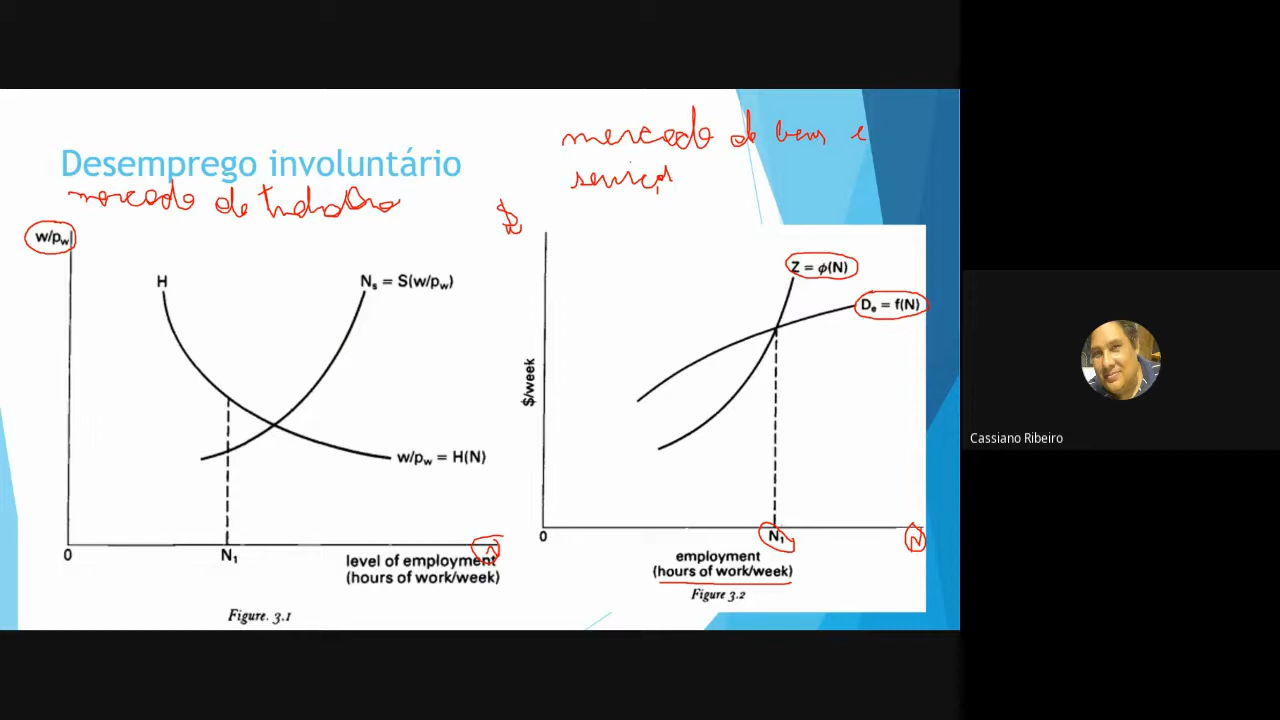 Desemprego involuntário
mercado de trabalho
mercado de bens e
serviços
w/pw
H
Ns = S(w/pw)
w/pw = H(N)
0
N1
N
level of employment
(hours of work/week)
Figure. 3.1
$
$/week
Z = ϕ(N)
De = f(N)
0
N1
N
employment
(hours of work/week)
Figure 3.2
Cassiano Ribeiro